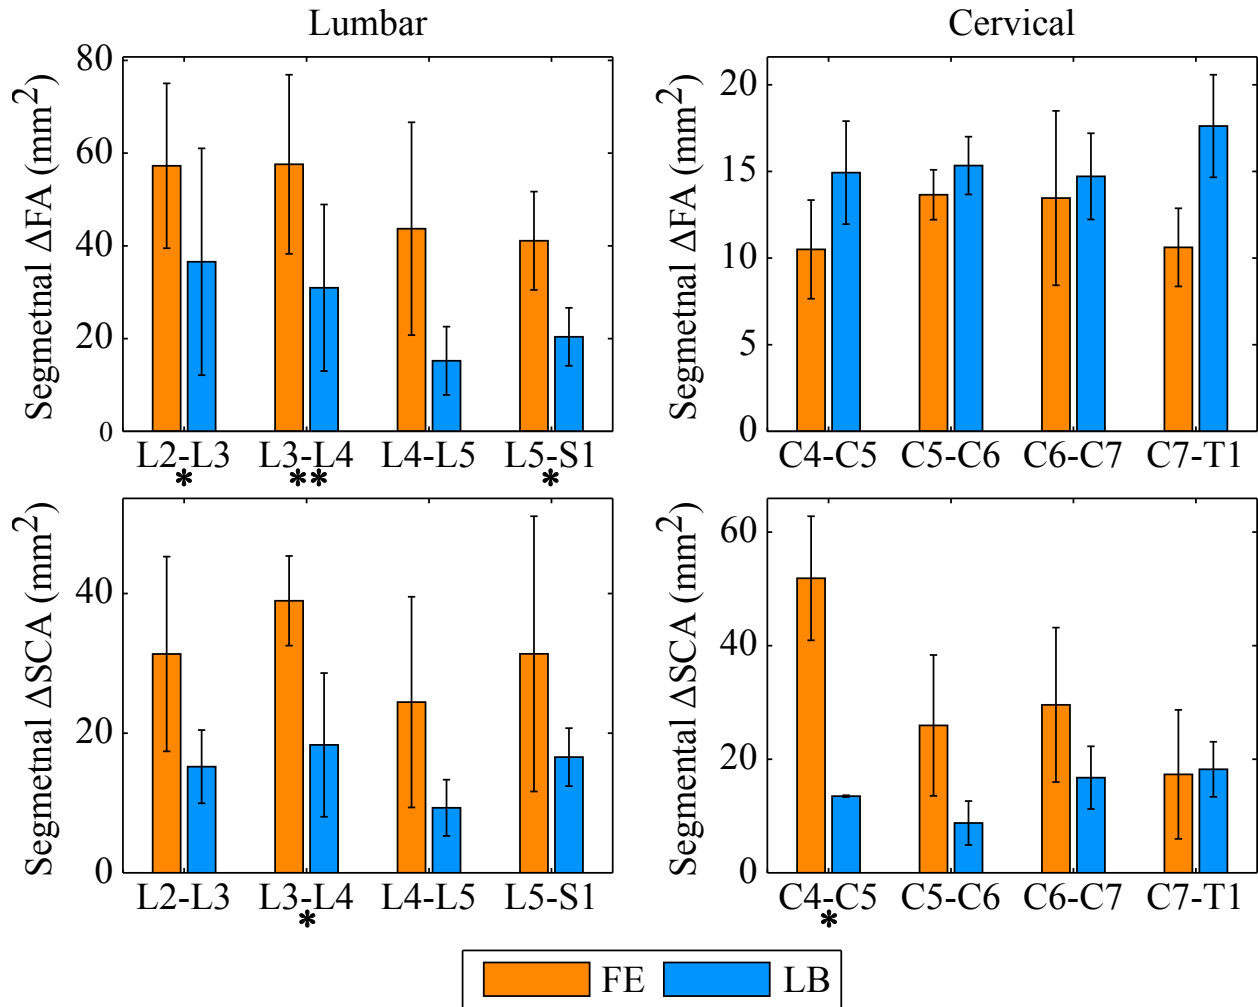 Lumbar
Cervical
Segmetnal ΔFA (mm²)
80
60
40
20
0
L2-L3 L3-L4 L4-L5 L5-S1
* ** *
Segmetnal ΔFA (mm²)
20
15
10
5
0
C4-C5 C5-C6 C6-C7 C7-T1
Segmetnal ΔSCA (mm²)
40
20
0
L2-L3 L3-L4 L4-L5 L5-S1
*
Segmental ΔSCA (mm²)
60
40
20
0
C4-C5 C5-C6 C6-C7 C7-T1
*
FE LB